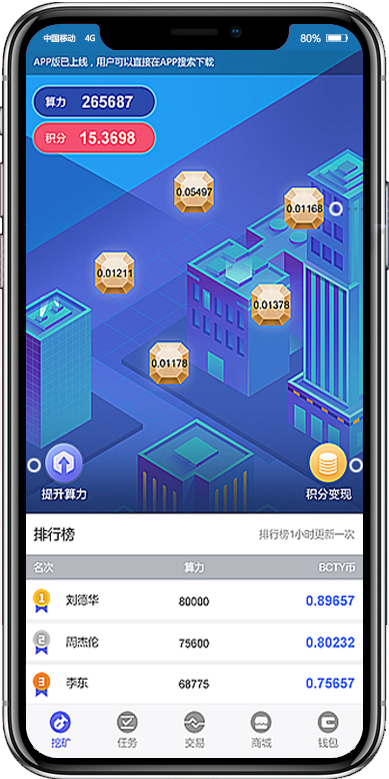 中国移动 4G 80%
APP版已上线，用户可以直接在APP搜索下载
算力 265687
积分 15.3698
0.05497
0.01168
0.01211
0.01378
0.01178
提升算力 积分变现
排行榜 排行榜1小时更新一次
名次 算力 BCTY币
1 刘德华 80000 0.89657
2 周杰伦 75600 0.80232
3 李东 68775 0.75657
挖矿 任务 交易 商城 钱包